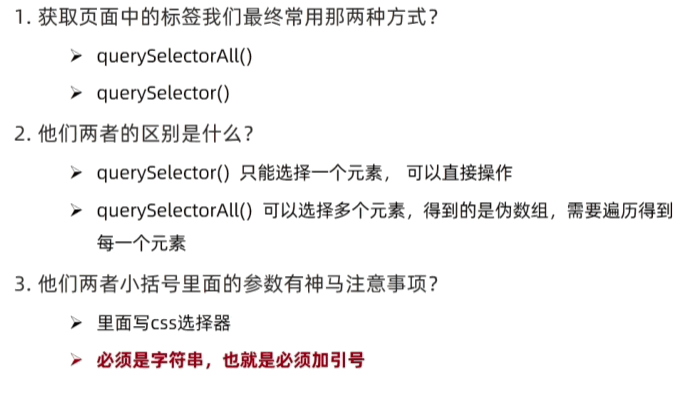 1. 获取页面中的标签我们最终常用那两种方式？
➢ querySelectorAll()
➢ querySelector()
2. 他们两者的区别是什么？
➢ querySelector() 只能选择一个元素， 可以直接操作
➢ querySelectorAll() 可以选择多个元素，得到的是伪数组，需要遍历得到
每一个元素
3. 他们两者小括号里面的参数有神马注意事项？
➢ 里面写css选择器
➢ 必须是字符串，也就是必须加引号